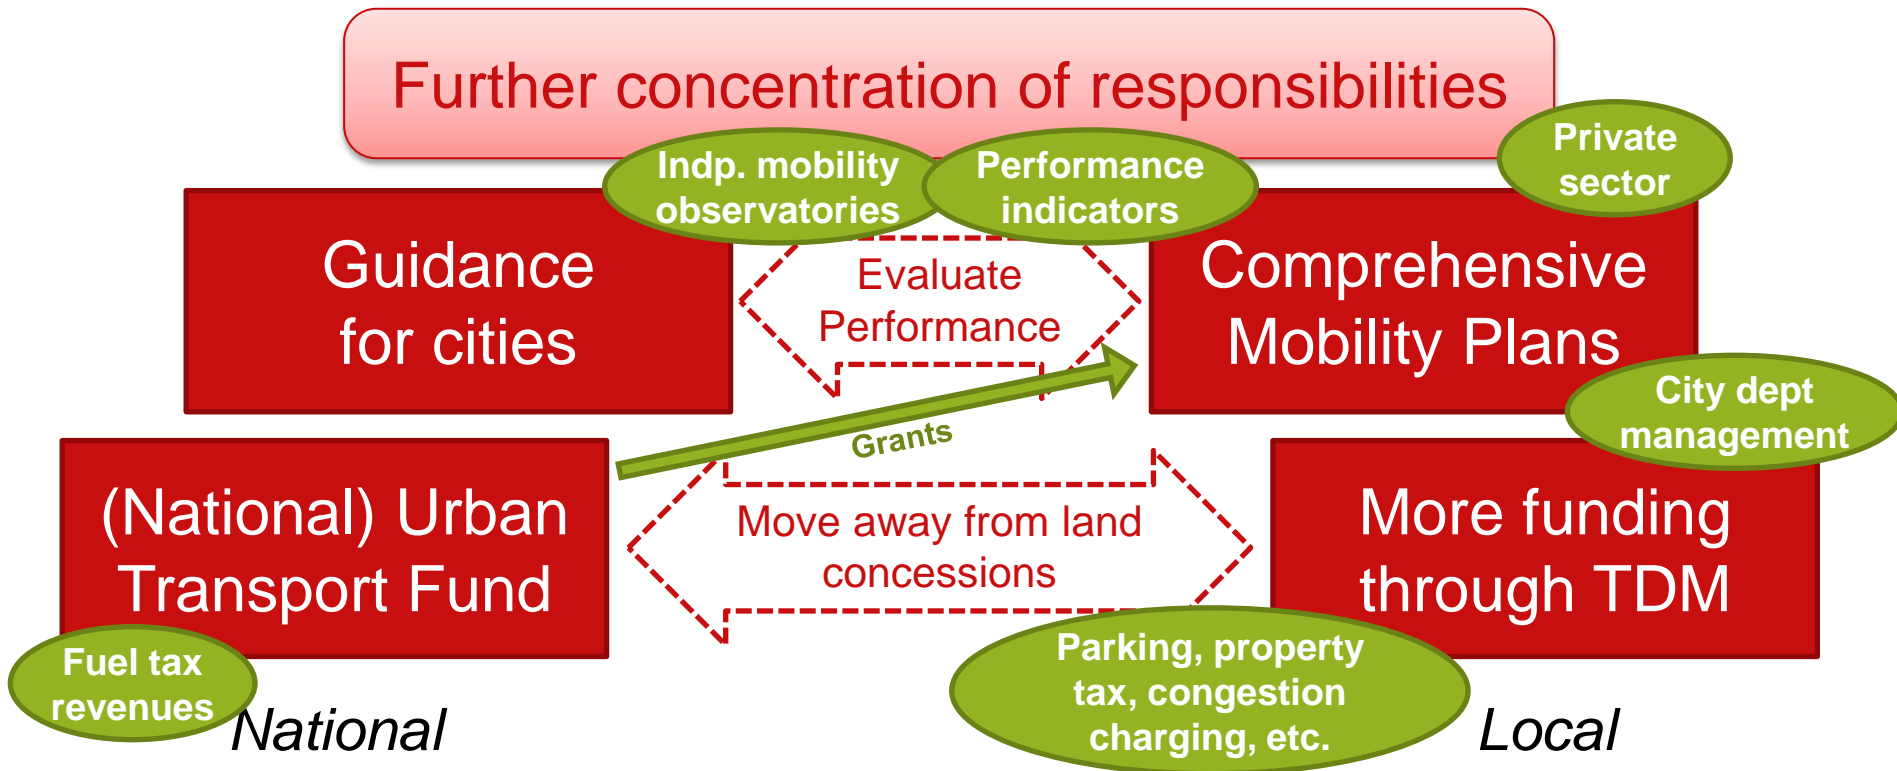 Further concentration of responsibilities
Indp. mobility
observatories
Performance
indicators
Private
sector
Guidance
for cities
Evaluate
Performance
Comprehensive
Mobility Plans
City dept
management
Grants
(National) Urban
Transport Fund
Move away from land
concessions
More funding
through TDM
Fuel tax
revenues
Parking, property
tax, congestion
charging, etc.
National
Local